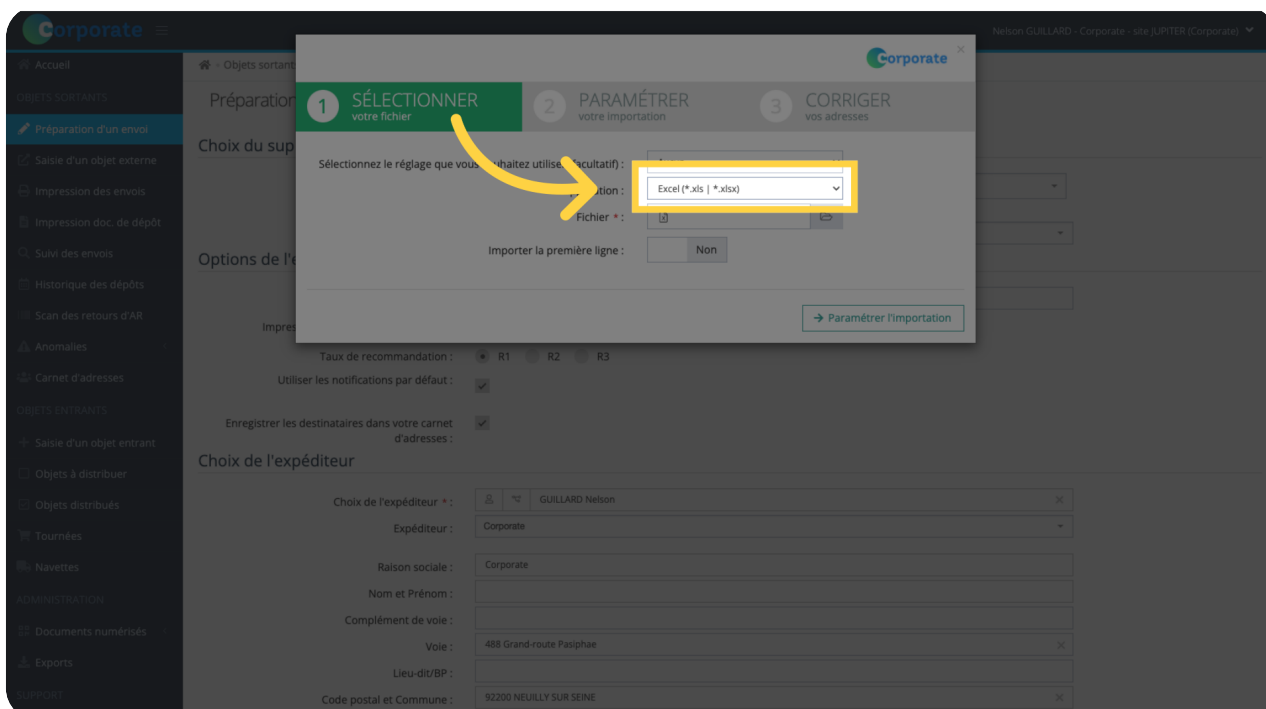 Corporate
Nelson GUILLARD - Corporate - site JUPITER (Corporate)
Accueil
OBJETS SORTANTS
Préparation d'un envoi
Saisie d'un objet externe
Impression des envois
Impression doc. de dépôt
Suivi des envois
Historique des dépôts
Scan des retours d'AR
Anomalies
Carnet d'adresses
OBJETS ENTRANTS
Saisie d'un objet entrant
Objets à distribuer
Objets distribués
Tournées
Navettes
ADMINISTRATION
Documents numérisés
Exports
SUPPORT
- Objets sortant
Préparation
Choix du sup
Options de l'e
Impres
Corporate ×
1 SÉLECTIONNER
votre fichier
2 PARAMÉTRER
votre importation
3 CORRIGER
vos adresses
Sélectionnez le réglage que vous souhaitez utiliser (facultatif) :
Excel (*.xls | *.xlsx)
Fichier * :
Importer la première ligne : Non
→ Paramétrer l'importation
Taux de recommandation : R1 R2 R3
Utiliser les notifications par défaut :
Enregistrer les destinataires dans votre carnet
d'adresses :
Choix de l'expéditeur
Choix de l'expéditeur * : GUILLARD Nelson
Expéditeur : Corporate
Raison sociale : Corporate
Nom et Prénom :
Complément de voie :
Voie : 488 Grand-route Pasiphae
Lieu-dit/BP :
Code postal et Commune : 92200 NEUILLY SUR SEINE